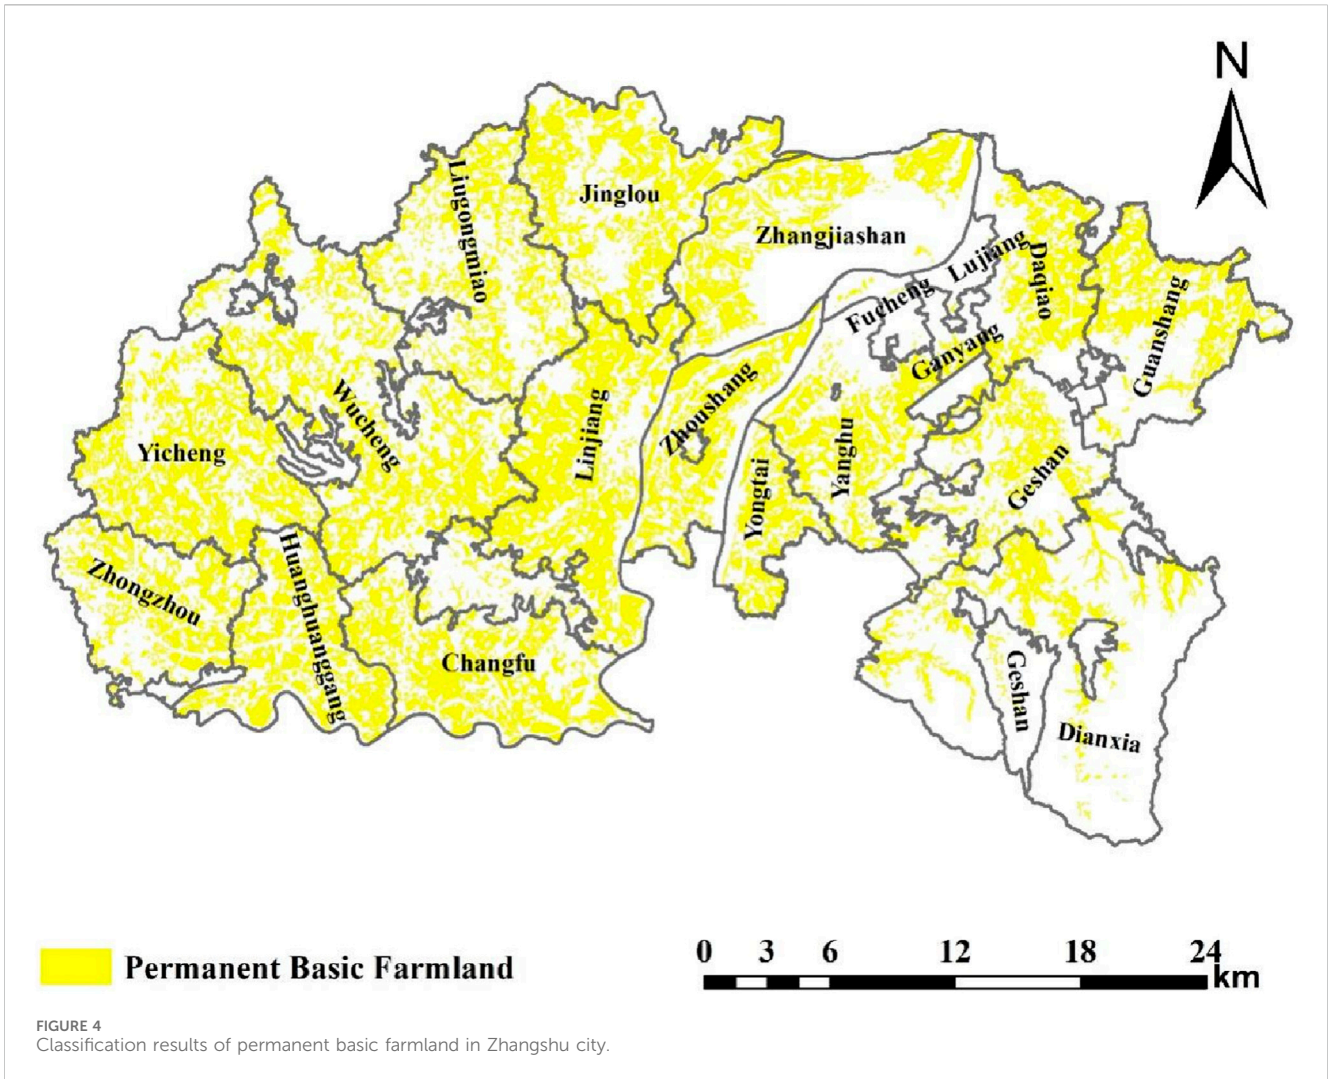 N
Liugongmiao
Jinglou
Zhangjiashan
Lujiang
Daqiao
Fucheng
Guanshang
Ganyang
Zhoushang
Wucheng
Linjiang
Yicheng
Yanghu
Yongtai
Geshan
Huanghuanggang
Zhongzhou
Changfu
Geshan
Dianxia
0 3 6 12 18 24
km
Permanent Basic Farmland
FIGURE 4
Classification results of permanent basic farmland in Zhangshu city.